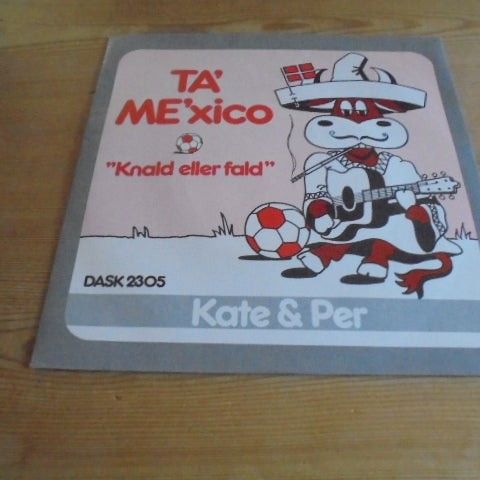 TA'
ME'xico
"Knald eller fald"
DASK 2305
Kate & Per